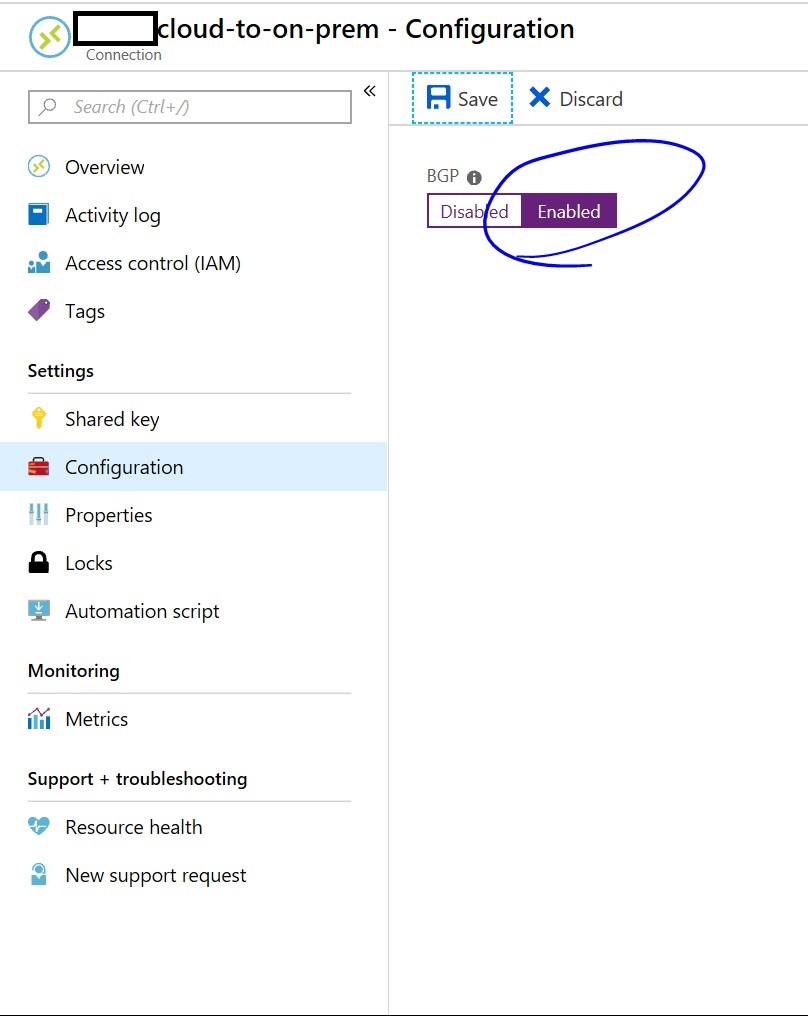 cloud-to-on-prem - Configuration
Connection
Search (Ctrl+/)
«
Save
Discard
Overview
Activity log
Access control (IAM)
Tags
Settings
Shared key
Configuration
Properties
Locks
Automation script
Monitoring
Metrics
Support + troubleshooting
Resource health
New support request
BGP
Disabled
Enabled